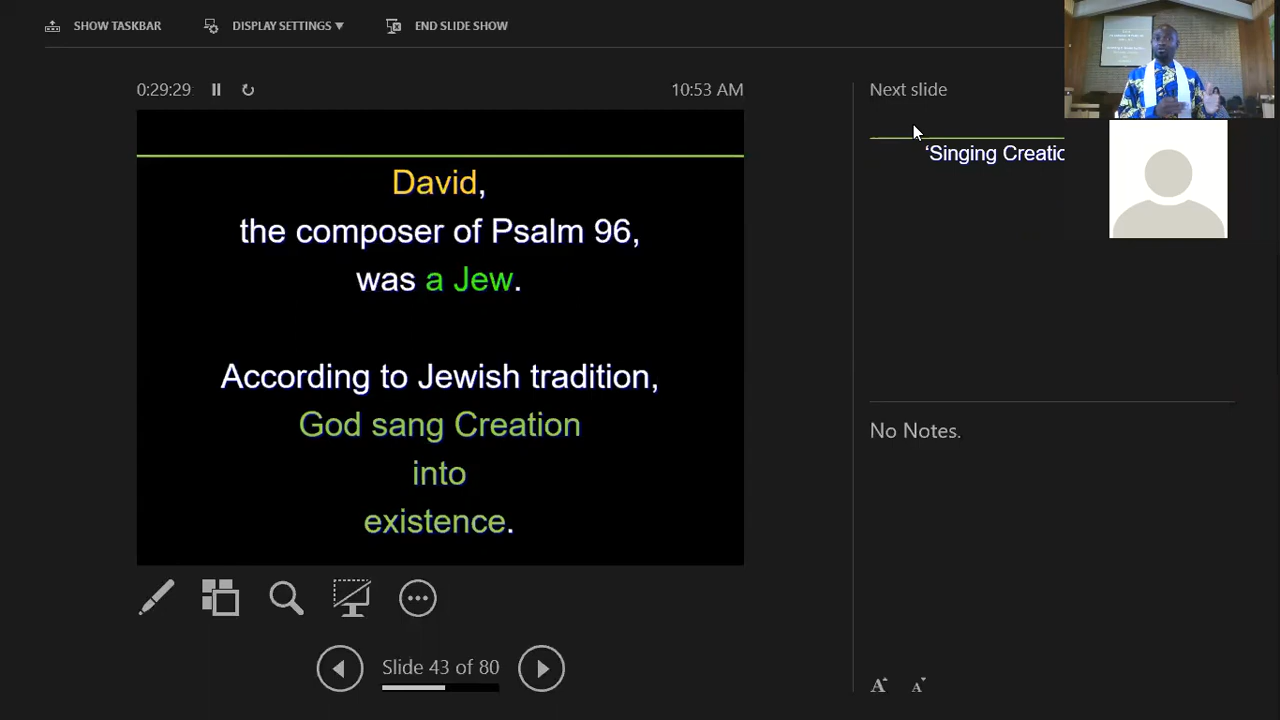 SHOW TASKBAR
DISPLAY SETTINGS
END SLIDE SHOW
0:29:29
10:53 AM
David,
the composer of Psalm 96,
was a Jew.
According to Jewish tradition,
God sang Creation
into
existence.
Slide 43 of 80
Next slide
‘Singing Creatio
No Notes.
A
A